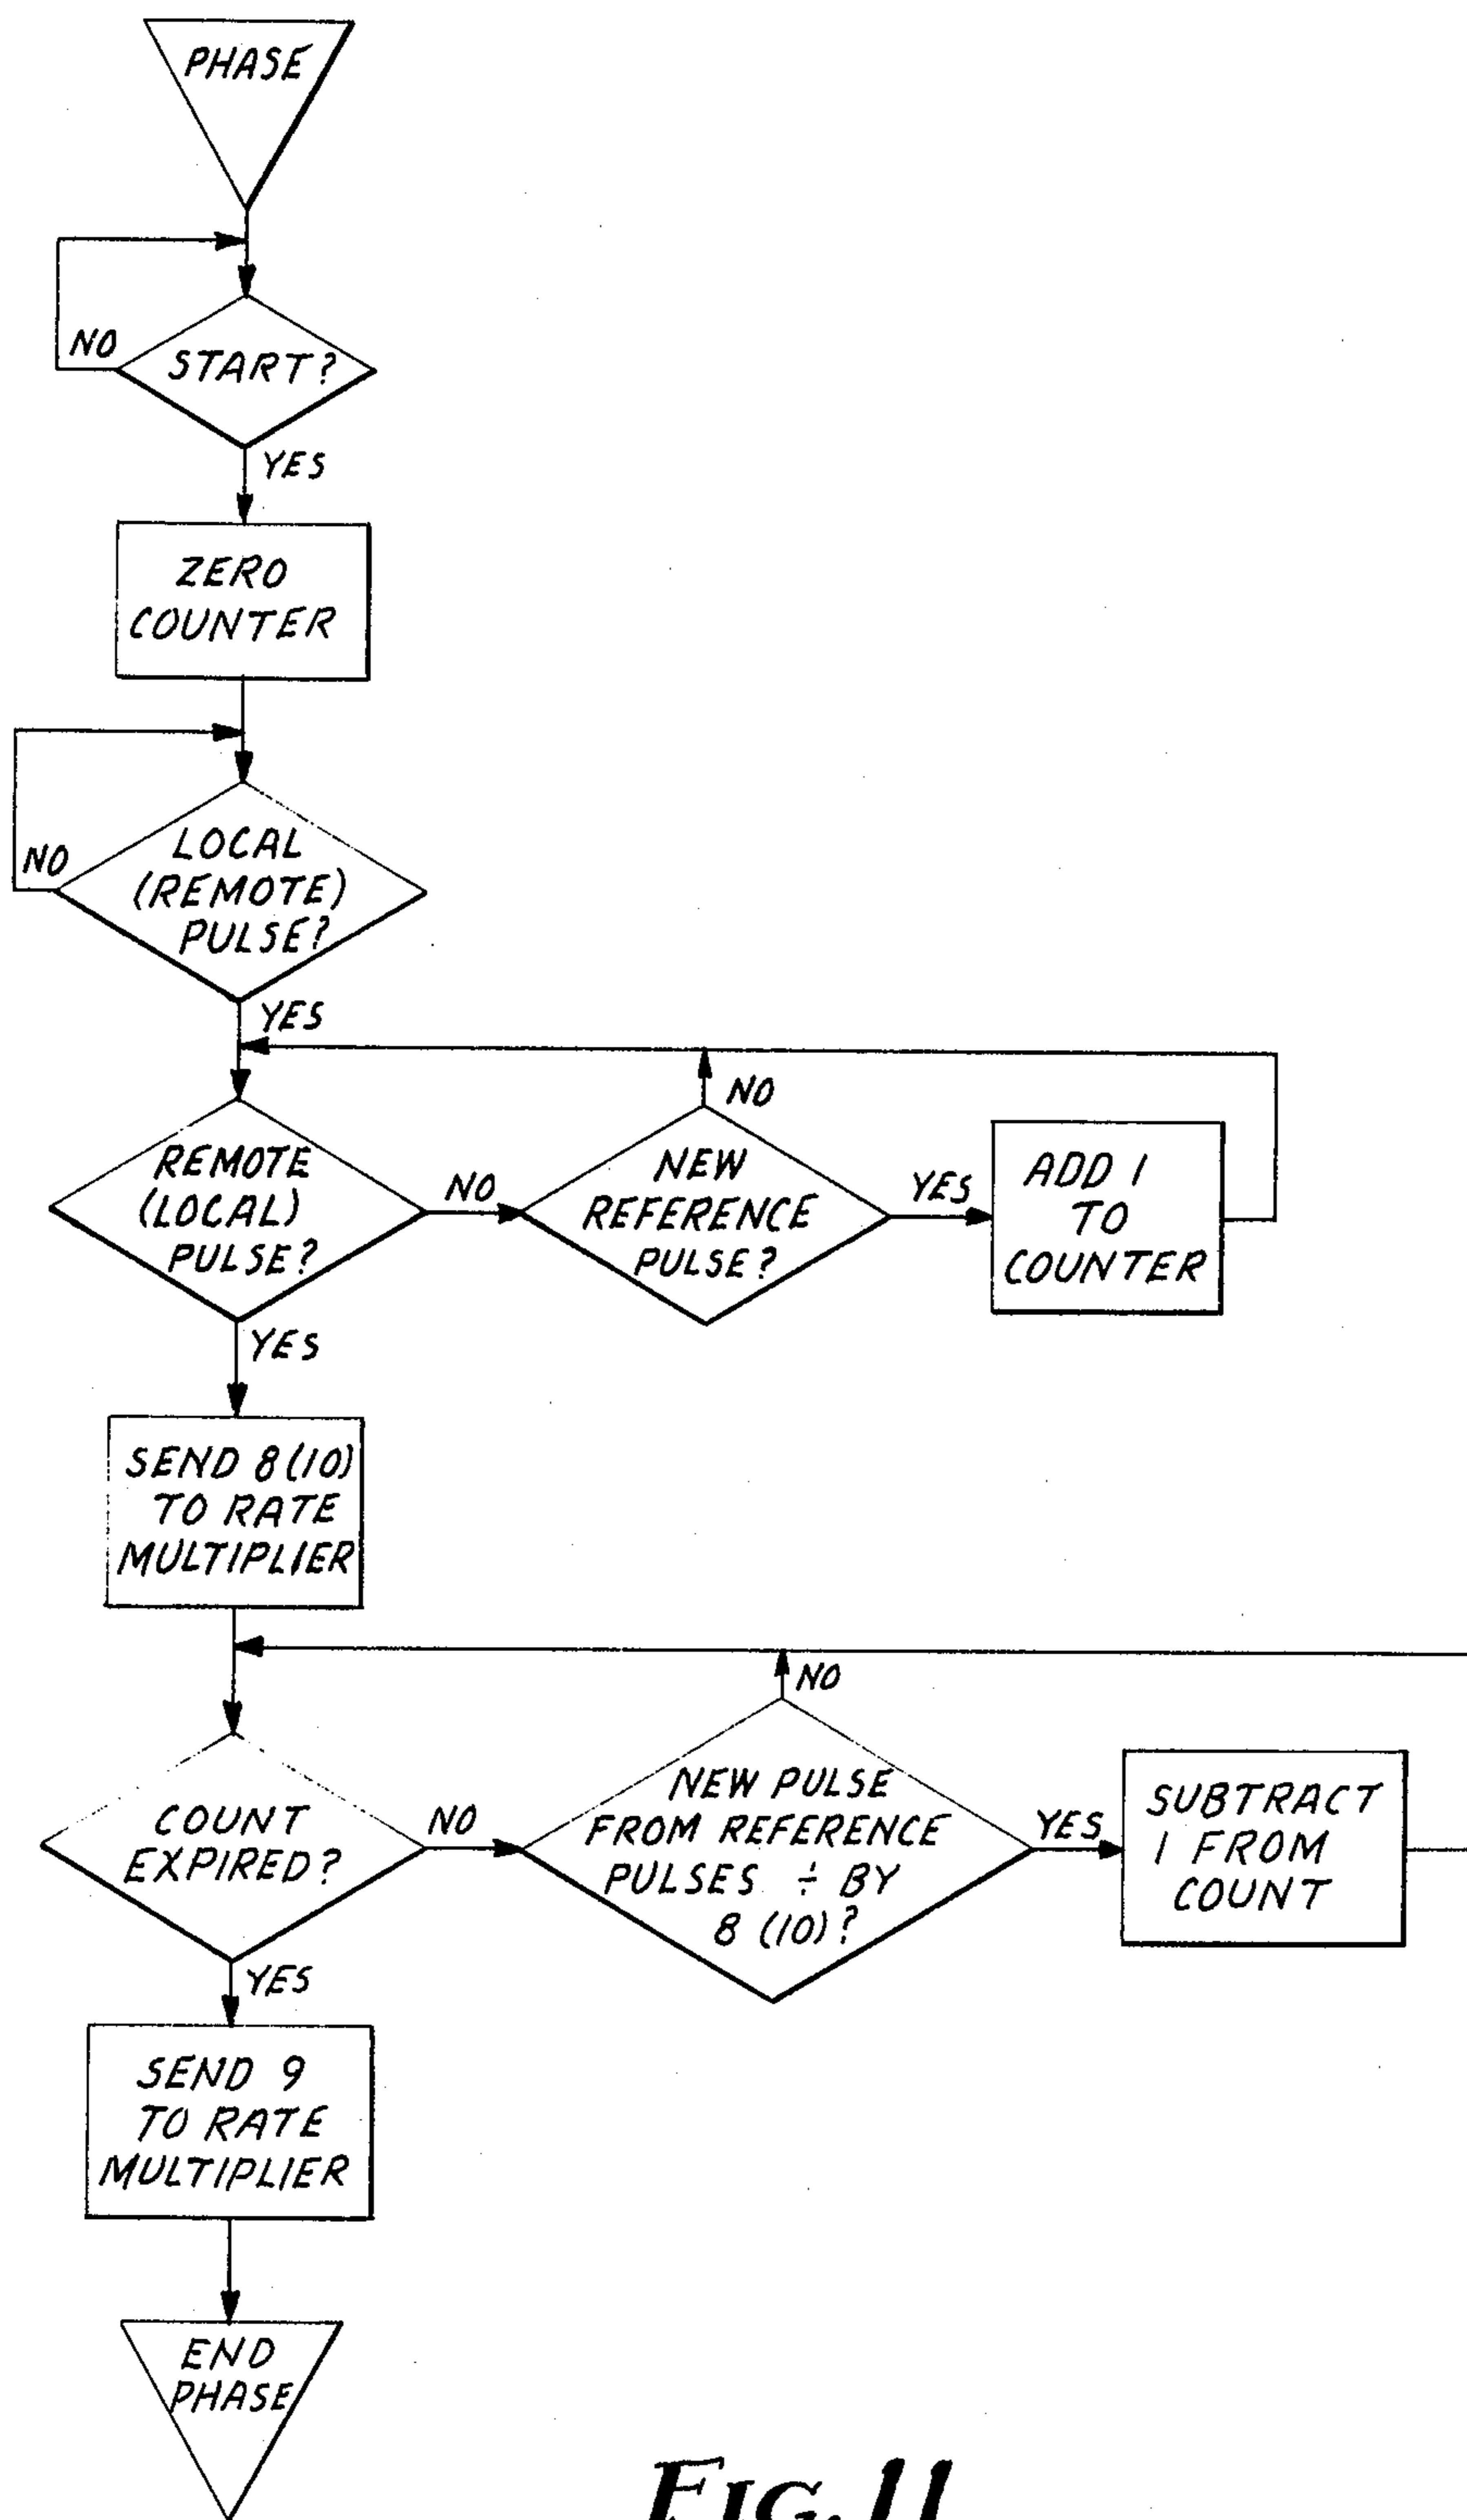 PHASE
NO
START?
YES
ZERO
COUNTER
NO
LOCAL
(REMOTE)
PULSE?
YES
NO
REMOTE
(LOCAL)
PULSE?
NO
NEW
REFERENCE
PULSE?
YES
ADD 1
TO
COUNTER
YES
SEND 8(10)
TO RATE
MULTIPLIER
NO
COUNT
EXPIRED?
NO
NEW PULSE
FROM REFERENCE
PULSES ÷ BY
8 (10)?
YES
SUBTRACT
1 FROM
COUNT
YES
SEND 9
TO RATE
MULTIPLIER
END
PHASE
FIG. 11